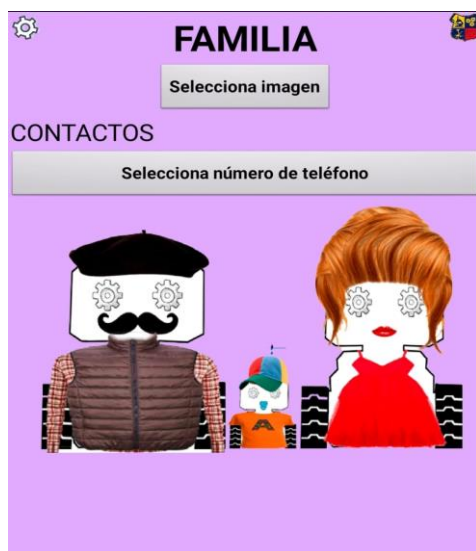 FAMILIA
Selecciona imagen
CONTACTOS
Selecciona número de teléfono
A